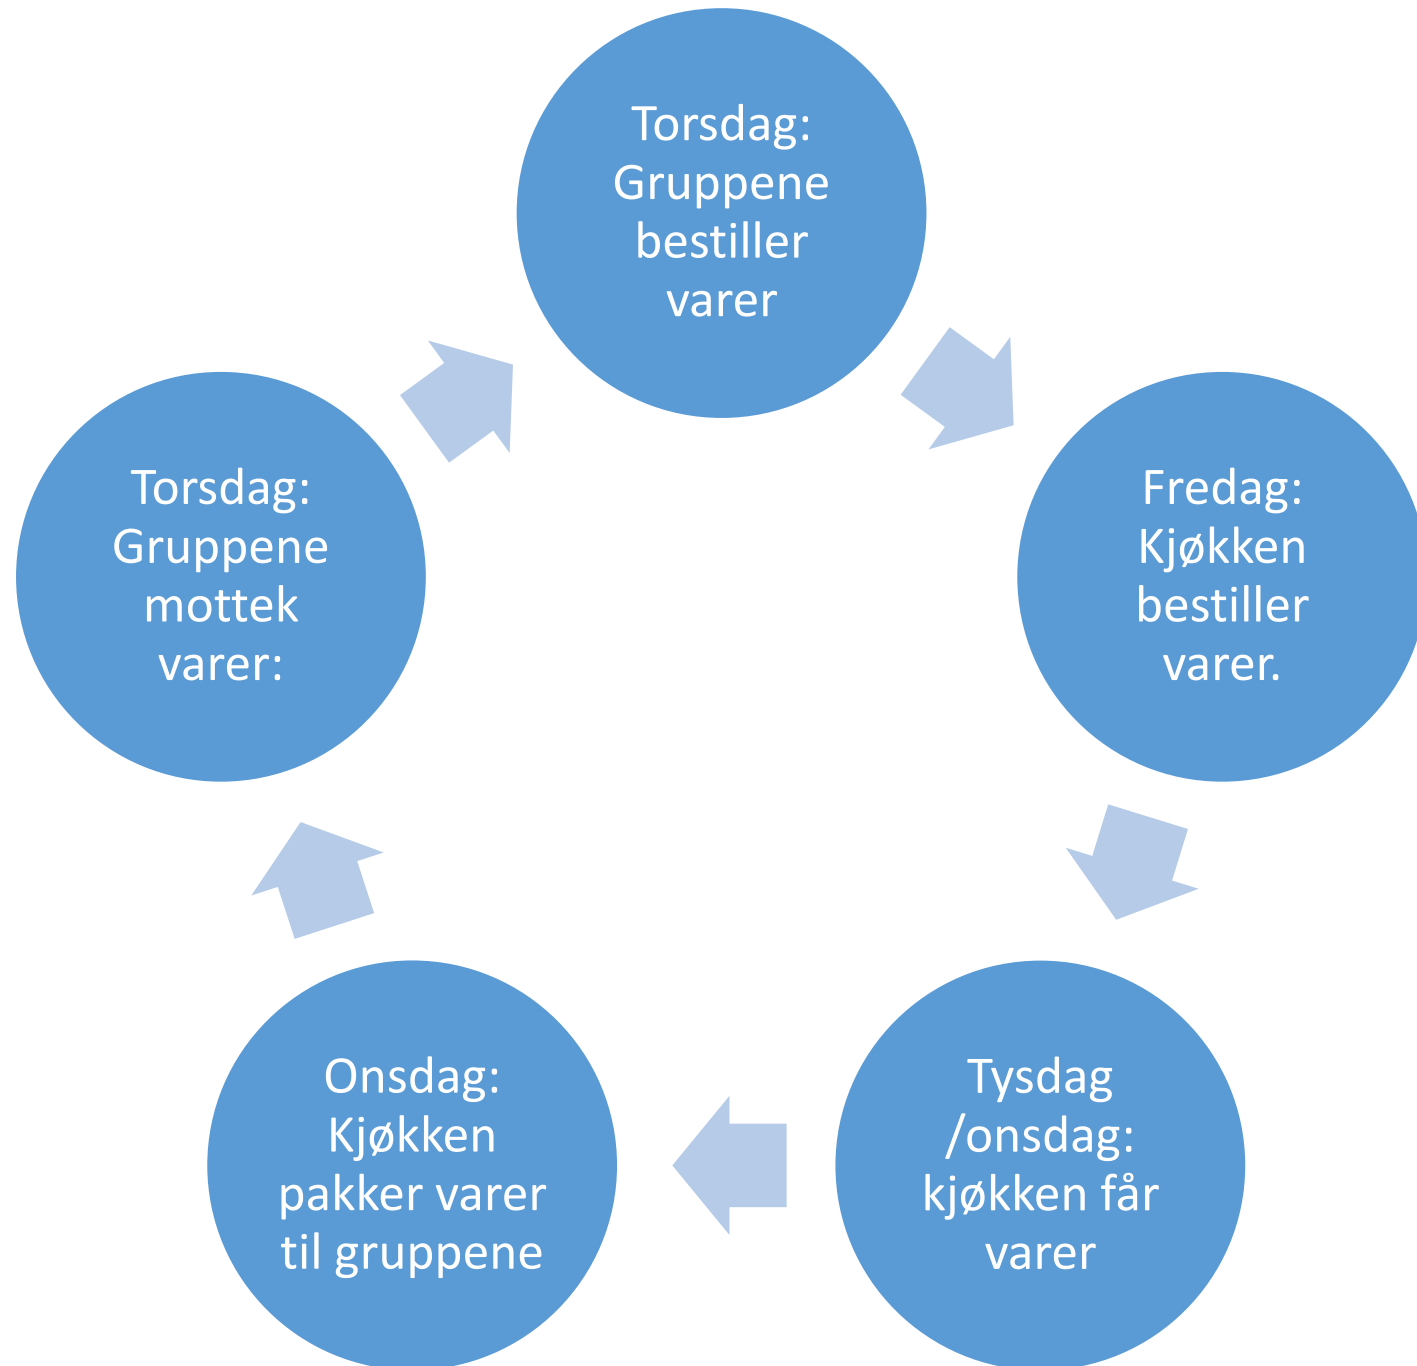 Torsdag:
Gruppene
bestiller
varer
Fredag:
Kjøkken
bestiller
varer.
Tysdag
/onsdag:
kjøkken får
varer
Onsdag:
Kjøkken
pakker varer
til gruppene
Torsdag:
Gruppene
mottek
varer: